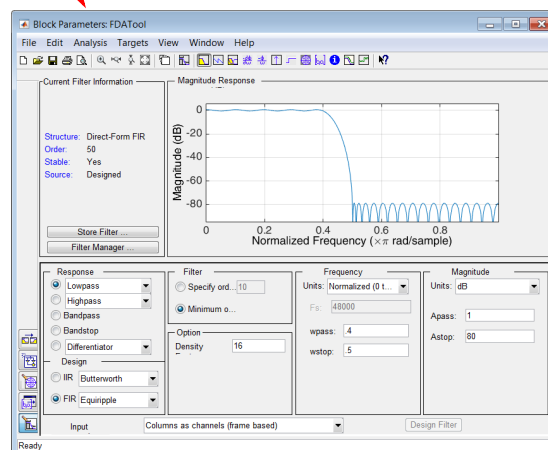 Block Parameters: FDATool
File Edit Analysis Targets View Window Help
Current Filter Information
Structure: Direct-Form FIR
Order: 50
Stable: Yes
Source: Designed
Store Filter ...
Filter Manager ...
Magnitude Response
Magnitude (dB)
0
-20
-40
-60
-80
0 0.2 0.4 0.6 0.8
Normalized Frequency (×π rad/sample)
Response
Lowpass
Highpass
Bandpass
Bandstop
Differentiator
Design
IIR Butterworth
FIR Equiripple
Filter
Specify ord... 10
Minimum o...
Option
Density 16
Frequency
Units: Normalized (0 t...
Fs: 48000
wpass: .4
wstop: .5
Magnitude
Units: dB
Apass: 1
Astop: 80
Input Columns as channels (frame based)
Design Filter
Ready